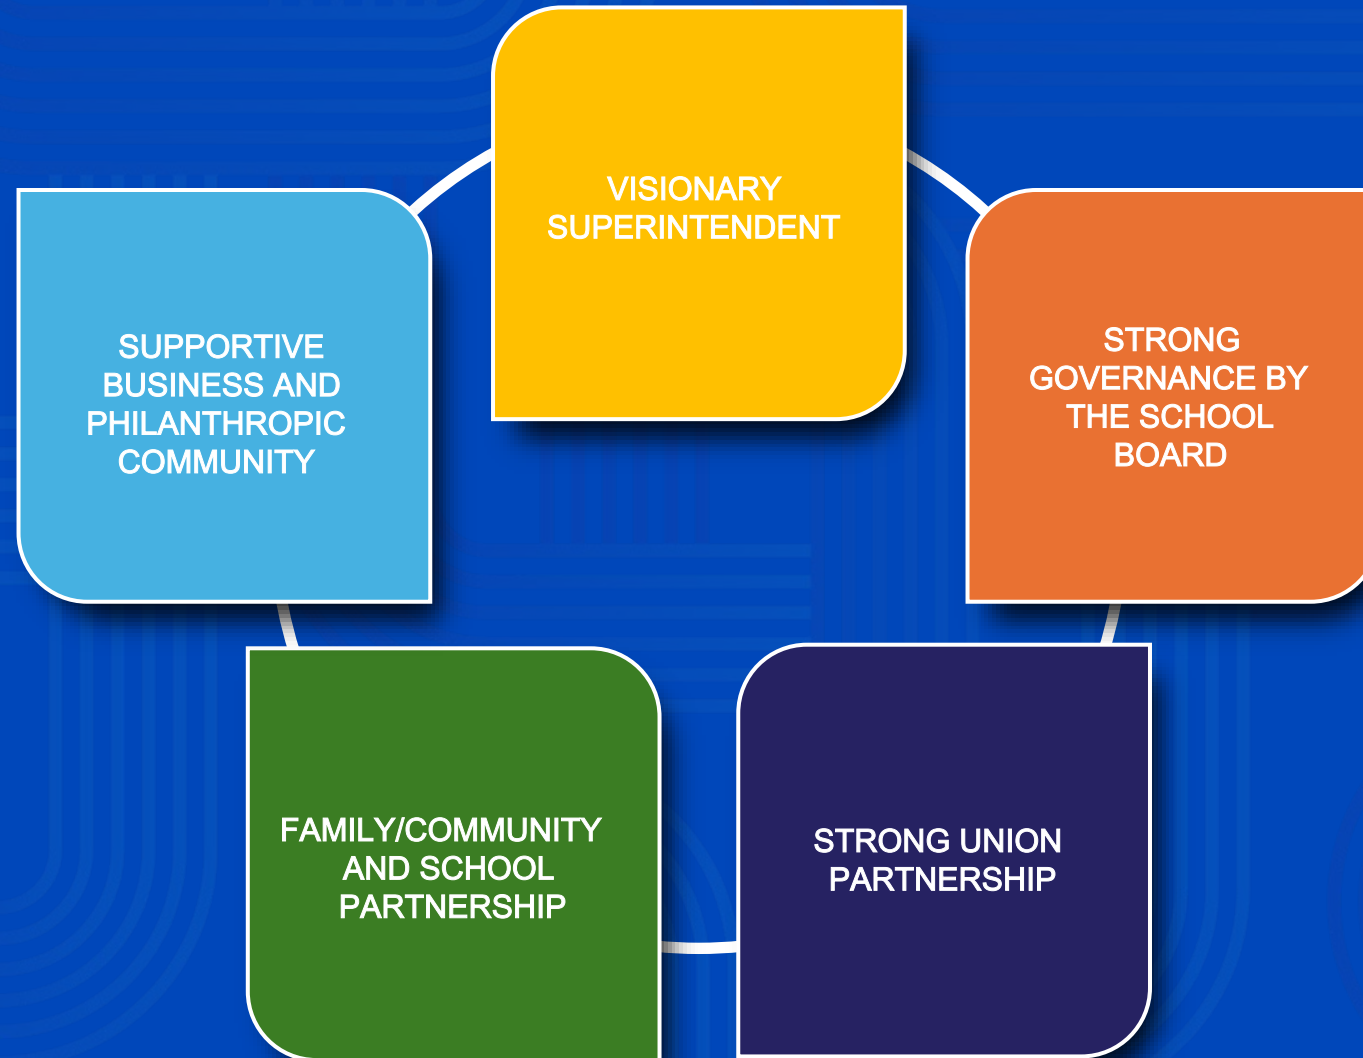 VISIONARY
SUPERINTENDENT
STRONG
GOVERNANCE BY
THE SCHOOL
BOARD
STRONG UNION
PARTNERSHIP
FAMILY/COMMUNITY
AND SCHOOL
PARTNERSHIP
SUPPORTIVE
BUSINESS AND
PHILANTHROPIC
COMMUNITY